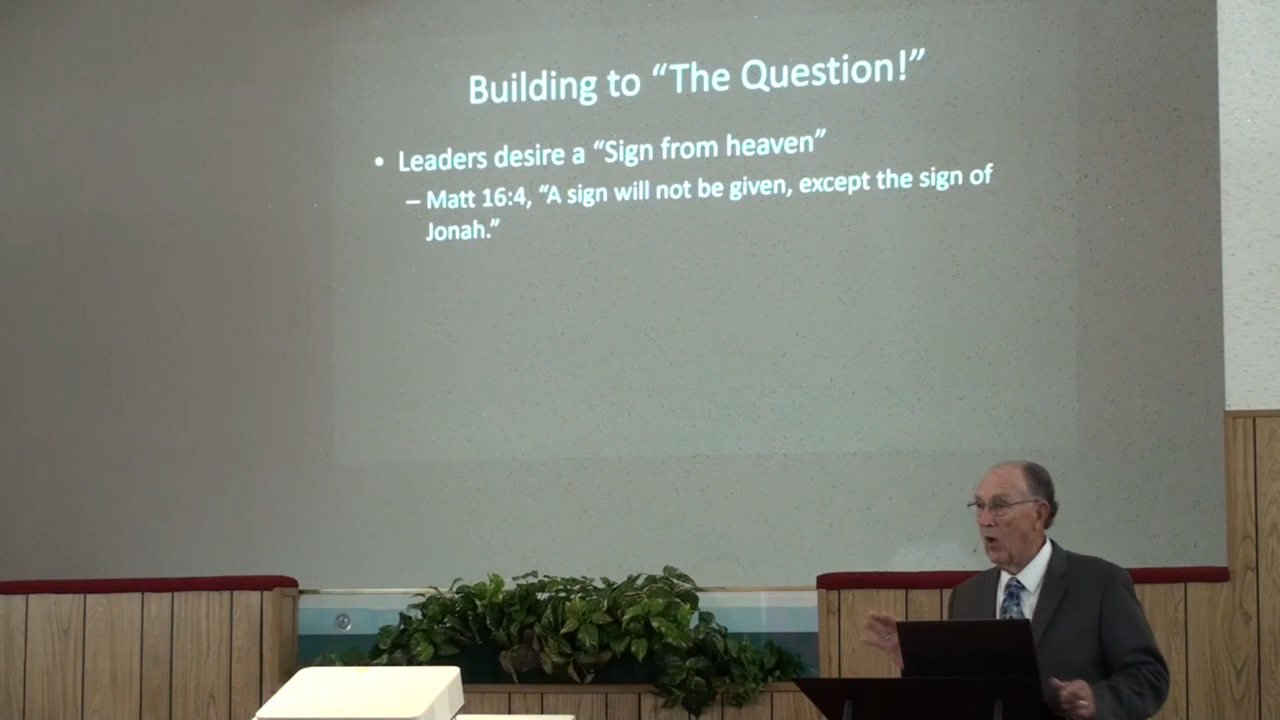 Building to “The Question!”
• Leaders desire a “Sign from heaven”
– Matt 16:4, “A sign will not be given, except the sign of
Jonah.”